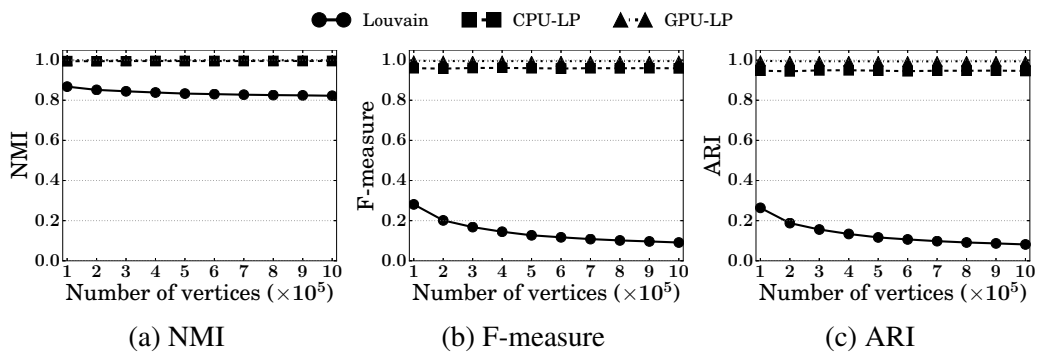 Louvain CPU-LP GPU-LP
NMI
1.0
0.8
0.6
0.4
0.2
0.0
1 2 3 4 5 6 7 8 9 10
Number of vertices (×10⁵)
(a) NMI
F-measure
1.0
0.8
0.6
0.4
0.2
0.0
1 2 3 4 5 6 7 8 9 10
Number of vertices (×10⁵)
(b) F-measure
ARI
1.0
0.8
0.6
0.4
0.2
0.0
1 2 3 4 5 6 7 8 9 10
Number of vertices (×10⁵)
(c) ARI